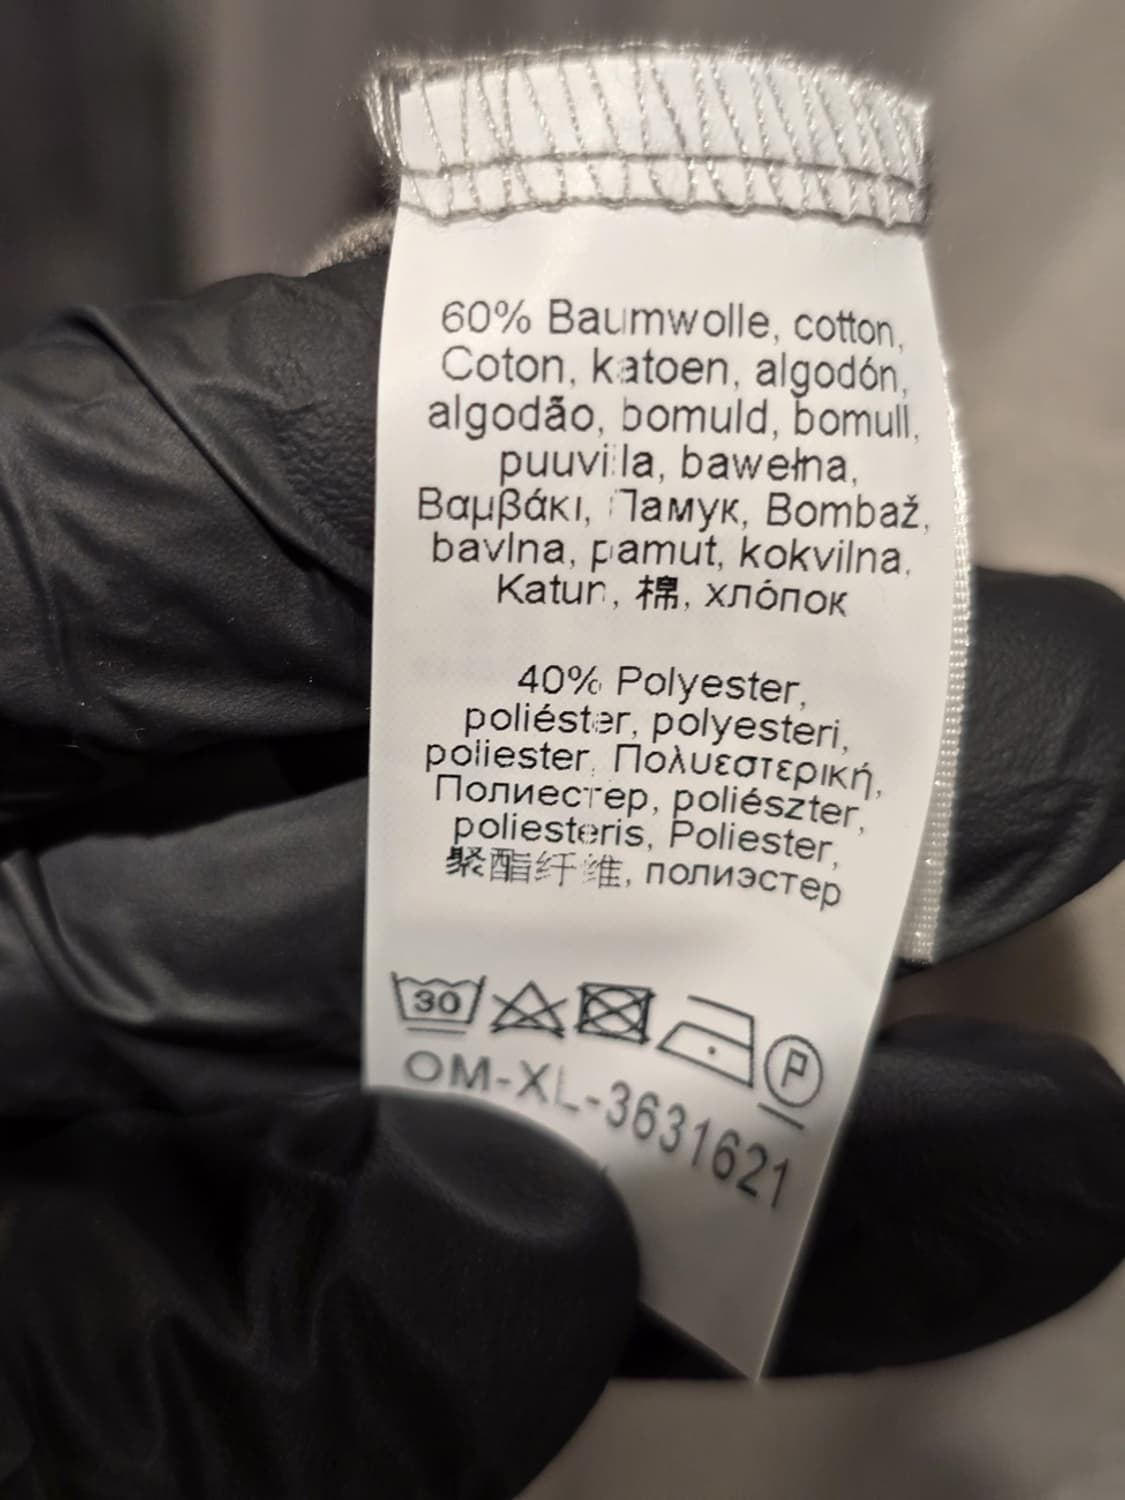 60% Baumwolle, cotton,
Coton, katoen, algodón,
algodão, bomuld, bomull,
puuvilla, bawełna,
Βαμβάκι, Памук, Bombaž,
bavlna, pamut, kokvilna,
Katun, 棉, хлóпок
40% Polyester,
poliéster, polyesteri,
poliester, Πολυεστερική,
Полиестер, poliészter,
poliesteris, Poliester,
聚酯纤维, полиэстер
30 P
OM-XL-3631621